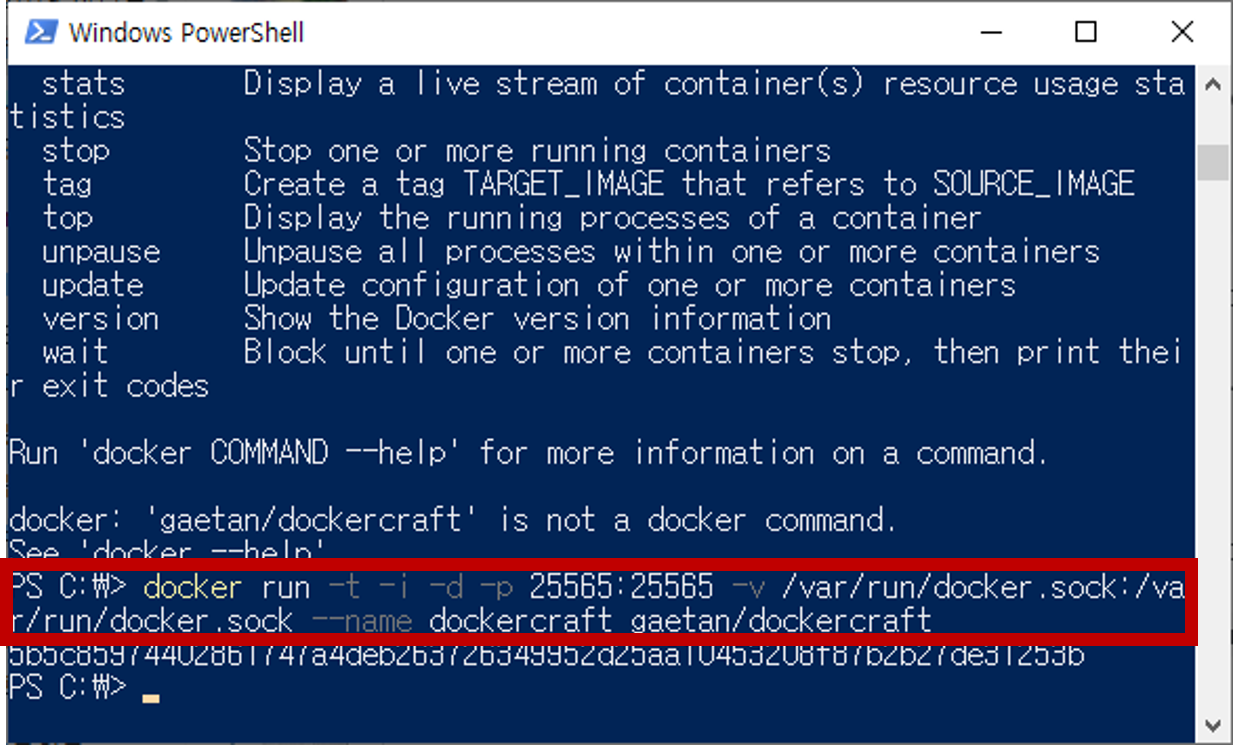 Windows PowerShell
stats Display a live stream of container(s) resource usage sta
tistics
stop Stop one or more running containers
tag Create a tag TARGET_IMAGE that refers to SOURCE_IMAGE
top Display the running processes of a container
unpause Unpause all processes within one or more containers
update Update configuration of one or more containers
version Show the Docker version information
wait Block until one or more containers stop, then print thei
r exit codes
Run 'docker COMMAND --help' for more information on a command.
docker: 'gaetan/dockercraft' is not a docker command.
See 'docker --help'
PS C:₩> docker run -t -i -d -p 25565:25565 -v /var/run/docker.sock:/va
r/run/docker.sock --name dockercraft gaetan/dockercraft
PS C:₩>